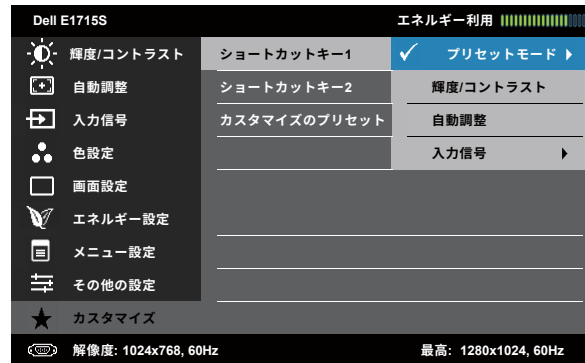 Dell E1715S
エネルギー利用
輝度/コントラスト
ショートカットキー1
プリセットモード
自動調整
ショートカットキー2
輝度/コントラスト
入力信号
カスタマイズのプリセット
自動調整
色設定
入力信号
画面設定
エネルギー設定
メニュー設定
その他の設定
カスタマイズ
解像度: 1024x768, 60Hz
最高: 1280x1024, 60Hz